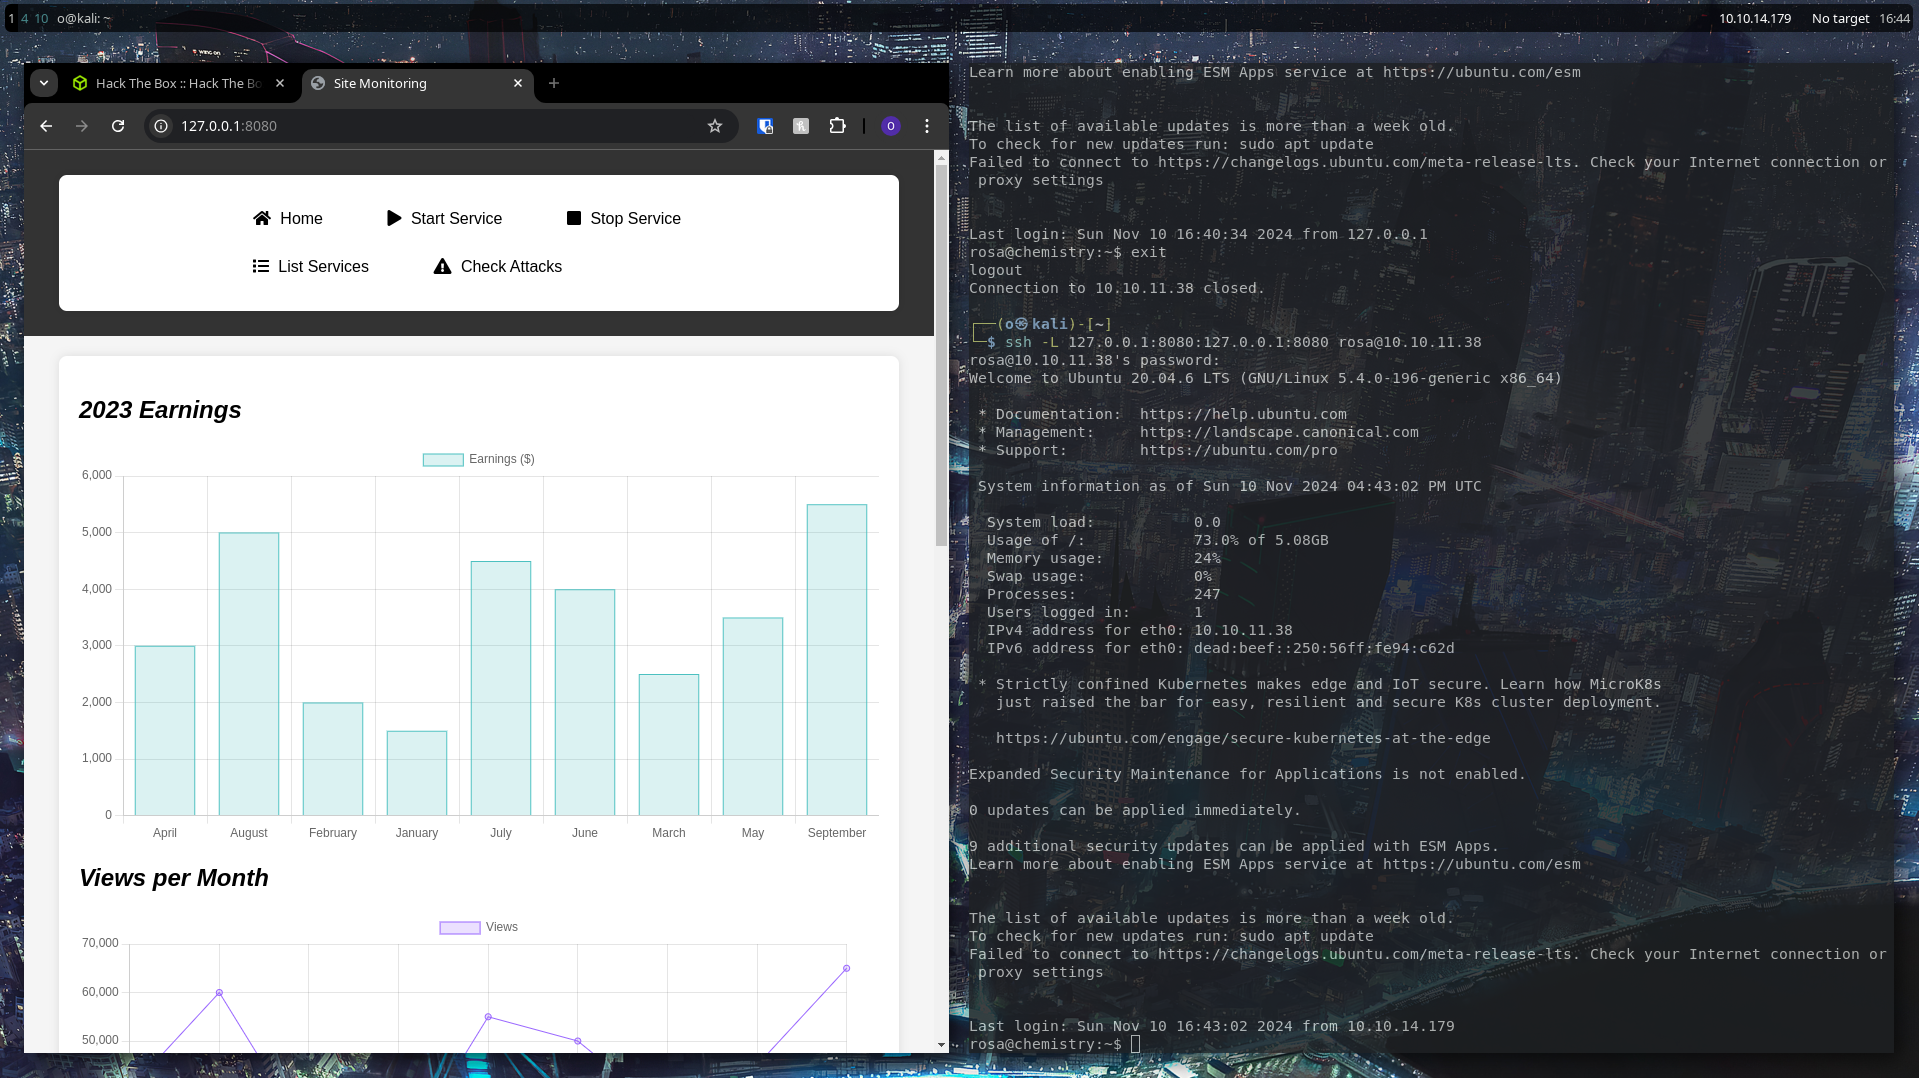 1 4 10 o@kali: ~
10.10.14.179 No target 16:44
Hack The Box :: Hack The Bo
Site Monitoring
127.0.0.1:8080
O
Home
Start Service
Stop Service
List Services
Check Attacks
2023 Earnings
Earnings ($)
6,000
5,000
4,000
3,000
2,000
1,000
0
April August February January July June March May September
Views per Month
Views
70,000
60,000
50,000
Learn more about enabling ESM Apps service at https://ubuntu.com/esm
The list of available updates is more than a week old.
To check for new updates run: sudo apt update
Failed to connect to https://changelogs.ubuntu.com/meta-release-lts. Check your Internet connection or
proxy settings
Last login: Sun Nov 10 16:40:34 2024 from 127.0.0.1
rosa@chemistry:~$ exit
logout
Connection to 10.10.11.38 closed.
┌──(o㉿kali)-[~]
└─$ ssh -L 127.0.0.1:8080:127.0.0.1:8080 rosa@10.10.11.38
rosa@10.10.11.38's password:
Welcome to Ubuntu 20.04.6 LTS (GNU/Linux 5.4.0-196-generic x86_64)
* Documentation: https://help.ubuntu.com
* Management: https://landscape.canonical.com
* Support: https://ubuntu.com/pro
System information as of Sun 10 Nov 2024 04:43:02 PM UTC
System load: 0.0
Usage of /: 73.0% of 5.08GB
Memory usage: 24%
Swap usage: 0%
Processes: 247
Users logged in: 1
IPv4 address for eth0: 10.10.11.38
IPv6 address for eth0: dead:beef::250:56ff:fe94:c62d
* Strictly confined Kubernetes makes edge and IoT secure. Learn how MicroK8s
just raised the bar for easy, resilient and secure K8s cluster deployment.
https://ubuntu.com/engage/secure-kubernetes-at-the-edge
Expanded Security Maintenance for Applications is not enabled.
0 updates can be applied immediately.
9 additional security updates can be applied with ESM Apps.
Learn more about enabling ESM Apps service at https://ubuntu.com/esm
The list of available updates is more than a week old.
To check for new updates run: sudo apt update
Failed to connect to https://changelogs.ubuntu.com/meta-release-lts. Check your Internet connection or
proxy settings
Last login: Sun Nov 10 16:43:02 2024 from 10.10.14.179
rosa@chemistry:~$